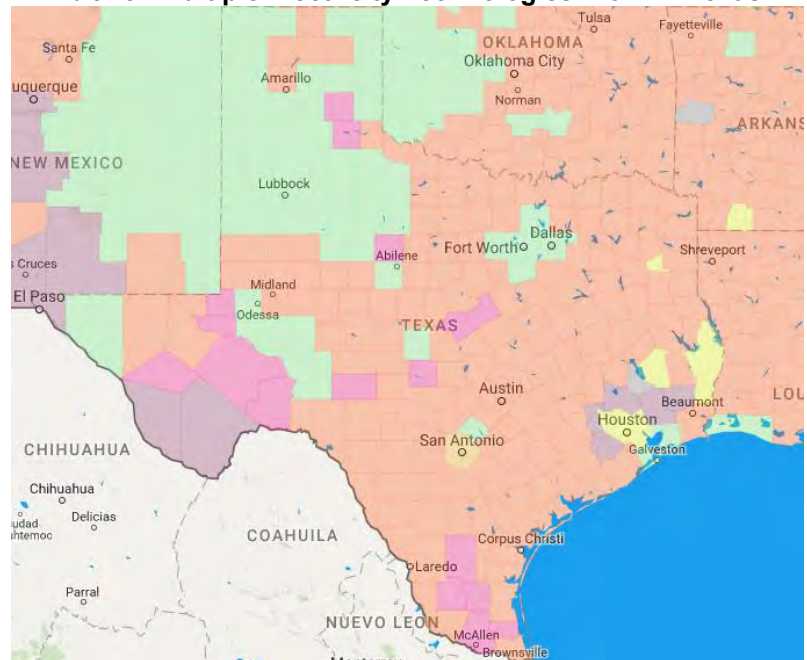 Tulsa
Fayetteville
Santa Fe
OKLAHOMA
Oklahoma City
Amarillo
uquerque
Norman
ARKANS
NEW MEXICO
Lubbock
Dallas
Fort Worth
Abilene
Shreveport
s Cruces
Midland
El Paso
Odessa
TEXAS
Austin
Beaumont
LOU
Houston
San Antonio
Galveston
CHIHUAHUA
Chihuahua
Delicias
udad
uhtemoc
COAHUILA
Corpus Christi
Laredo
Parral
NUEVO LEON
McAllen
Brownsville